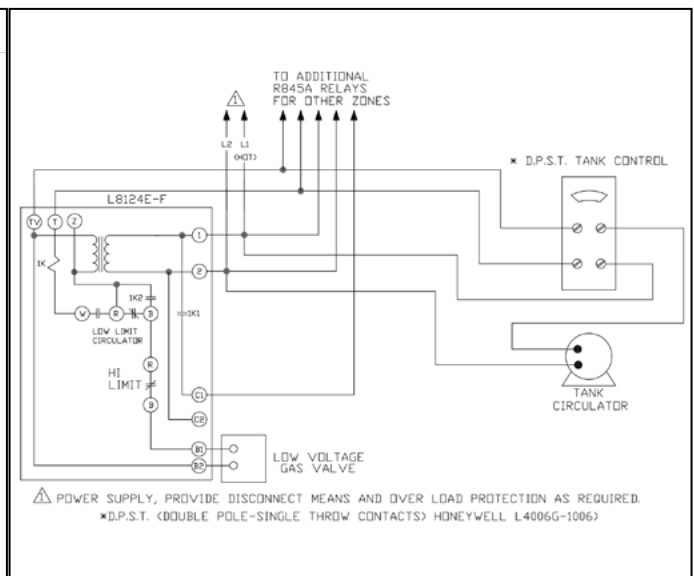 TO ADDITIONAL
R845A RELAYS
FOR OTHER ZONES
1
L2 L1
(HOT)
* D.P.S.T. TANK CONTROL
L8124E-F
TV T Z
1
2
1K
1K2
1K1
W R B
LOW LIMIT
CIRCULATOR
R
HI
LIMIT
B
C1
C2
B1
B2
LOW VOLTAGE
GAS VALVE
TANK
CIRCULATOR
1 POWER SUPPLY, PROVIDE DISCONNECT MEANS AND OVER LOAD PROTECTION AS REQUIRED.
*D.P.S.T. (DOUBLE POLE-SINGLE THROW CONTACTS) HONEYWELL L4006G-1006)